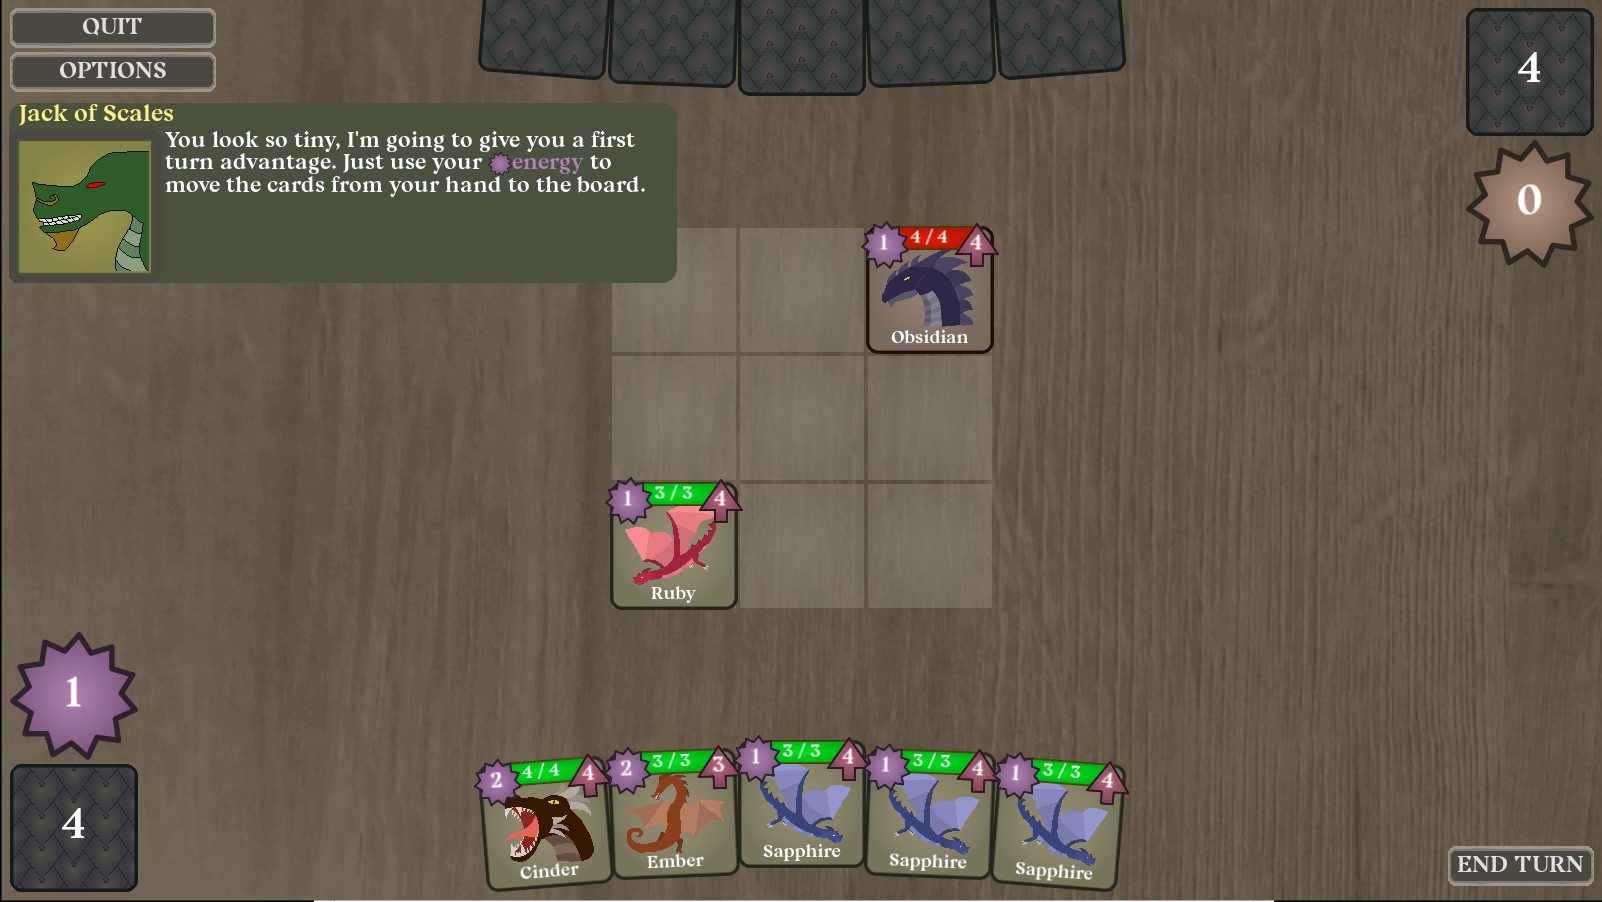 QUIT
OPTIONS
4
Jack of Scales
You look so tiny, I'm going to give you a first
turn advantage. Just use your energy to
move the cards from your hand to the board.
0
1 4/4 4
Obsidian
1 3/3 4
Ruby
1
4
2 4/4 4
Cinder
2 3/3 3
Ember
1 3/3 4
Sapphire
1 3/3 4
Sapphire
1 3/3 4
Sapphire
END TURN